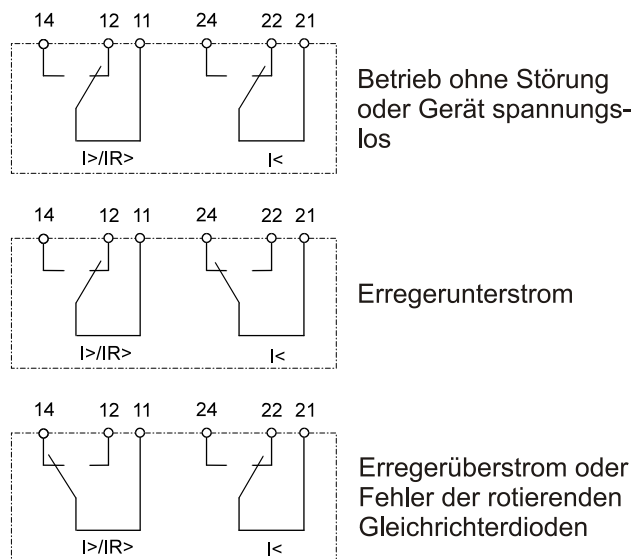 14 12 11 24 22 21
Betrieb ohne Störung
oder Gerät spannungs-
los
I>/IR> I<
14 12 11 24 22 21
Erregerunterstrom
I>/IR> I<
14 12 11 24 22 21
Erregerüberstrom oder
Fehler der rotierenden
Gleichrichterdioden
I>/IR> I<